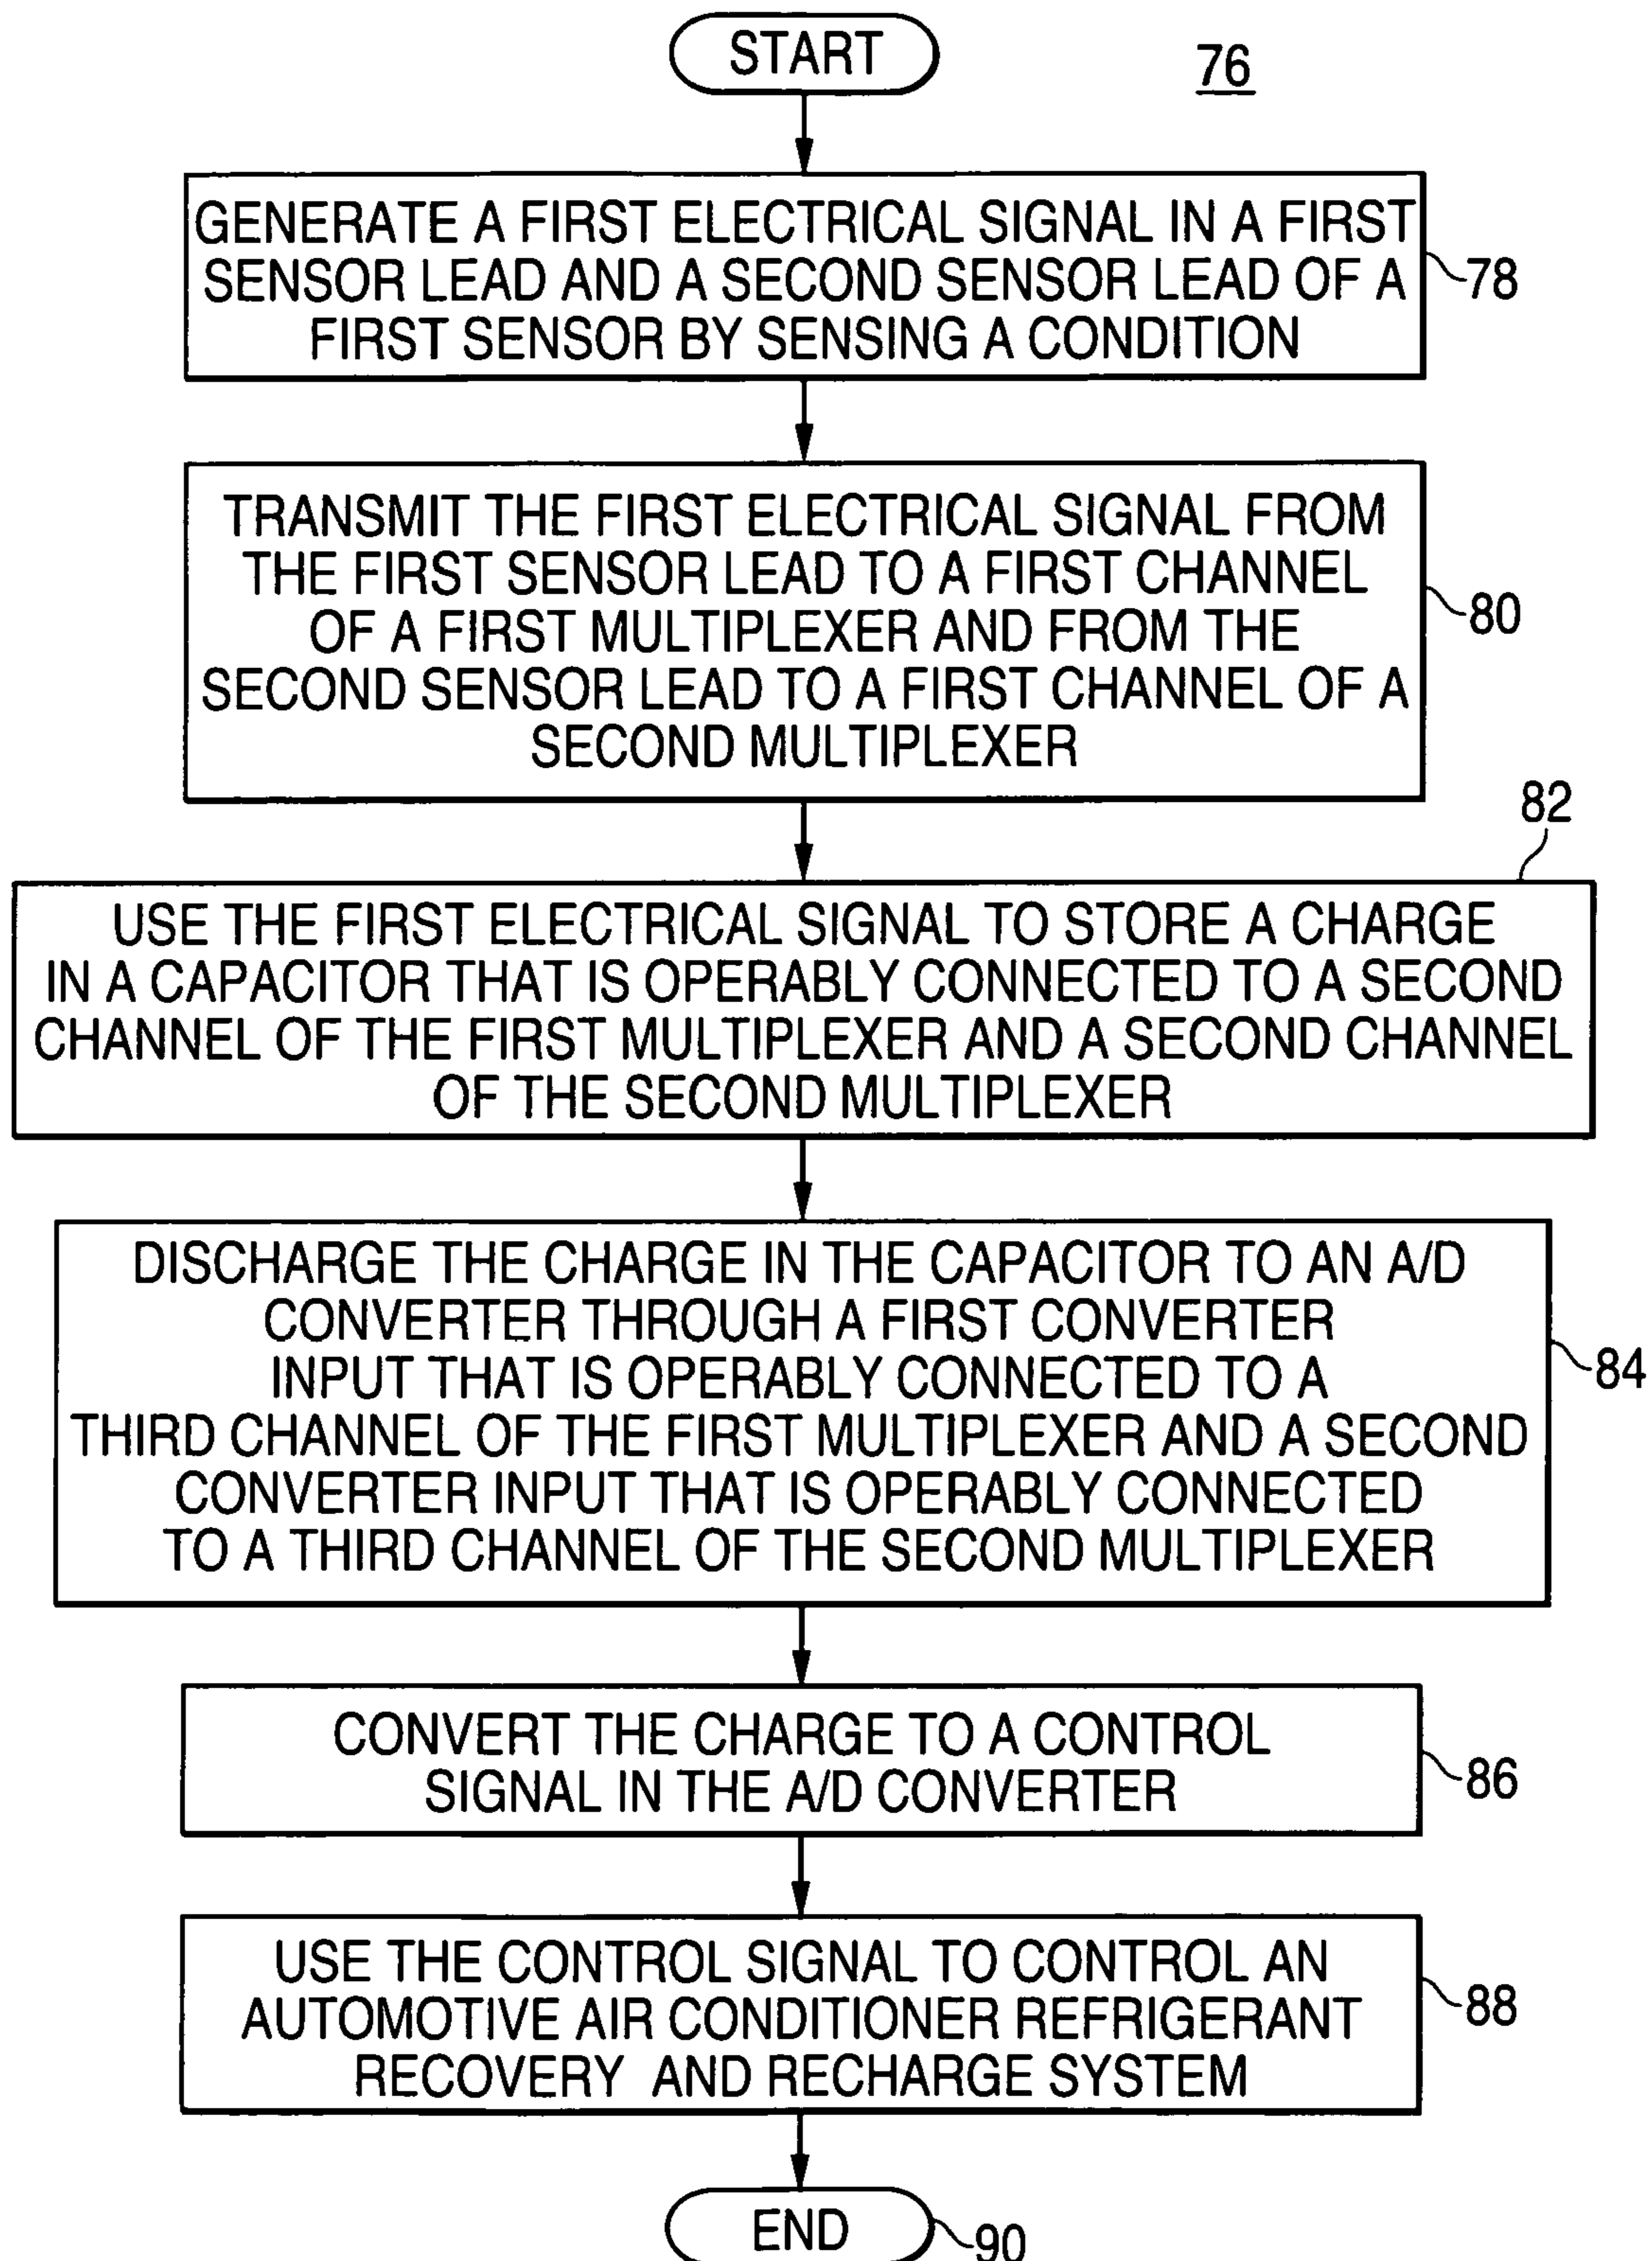 START
76
GENERATE A FIRST ELECTRICAL SIGNAL IN A FIRST
SENSOR LEAD AND A SECOND SENSOR LEAD OF A
FIRST SENSOR BY SENSING A CONDITION
78
TRANSMIT THE FIRST ELECTRICAL SIGNAL FROM
THE FIRST SENSOR LEAD TO A FIRST CHANNEL
OF A FIRST MULTIPLEXER AND FROM THE
SECOND SENSOR LEAD TO A FIRST CHANNEL OF A
SECOND MULTIPLEXER
80
82
USE THE FIRST ELECTRICAL SIGNAL TO STORE A CHARGE
IN A CAPACITOR THAT IS OPERABLY CONNECTED TO A SECOND
CHANNEL OF THE FIRST MULTIPLEXER AND A SECOND CHANNEL
OF THE SECOND MULTIPLEXER
DISCHARGE THE CHARGE IN THE CAPACITOR TO AN A/D
CONVERTER THROUGH A FIRST CONVERTER
INPUT THAT IS OPERABLY CONNECTED TO A
THIRD CHANNEL OF THE FIRST MULTIPLEXER AND A SECOND
CONVERTER INPUT THAT IS OPERABLY CONNECTED
TO A THIRD CHANNEL OF THE SECOND MULTIPLEXER
84
CONVERT THE CHARGE TO A CONTROL
SIGNAL IN THE A/D CONVERTER
86
USE THE CONTROL SIGNAL TO CONTROL AN
AUTOMOTIVE AIR CONDITIONER REFRIGERANT
RECOVERY AND RECHARGE SYSTEM
88
END
90